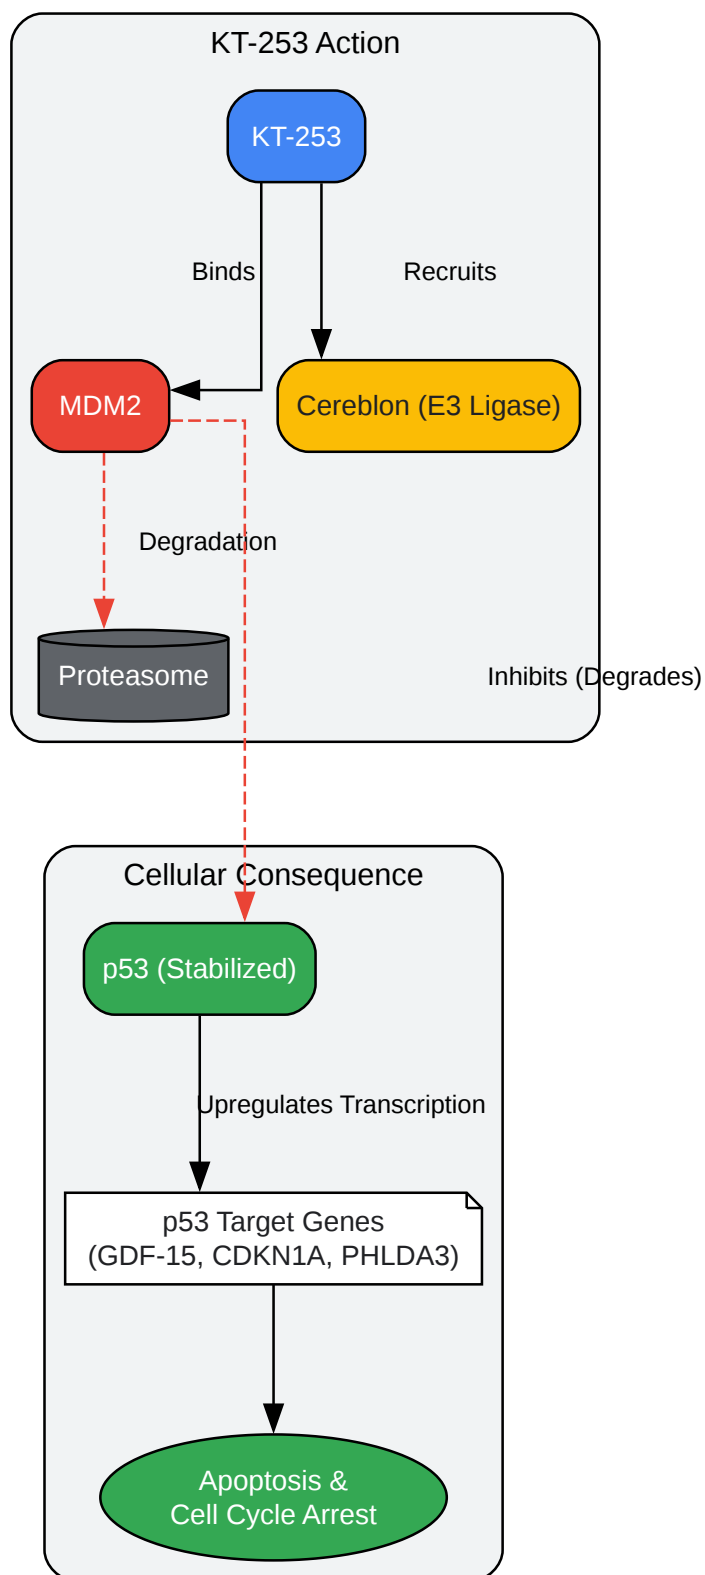 KT-253 Action
KT-253
Binds
Recruits
MDM2
Cereblon (E3 Ligase)
Degradation
Proteasome
Inhibits (Degrades)
Cellular Consequence
p53 (Stabilized)
Upregulates Transcription
p53 Target Genes
(GDF-15, CDKN1A, PHLDA3)
Apoptosis &
Cell Cycle Arrest